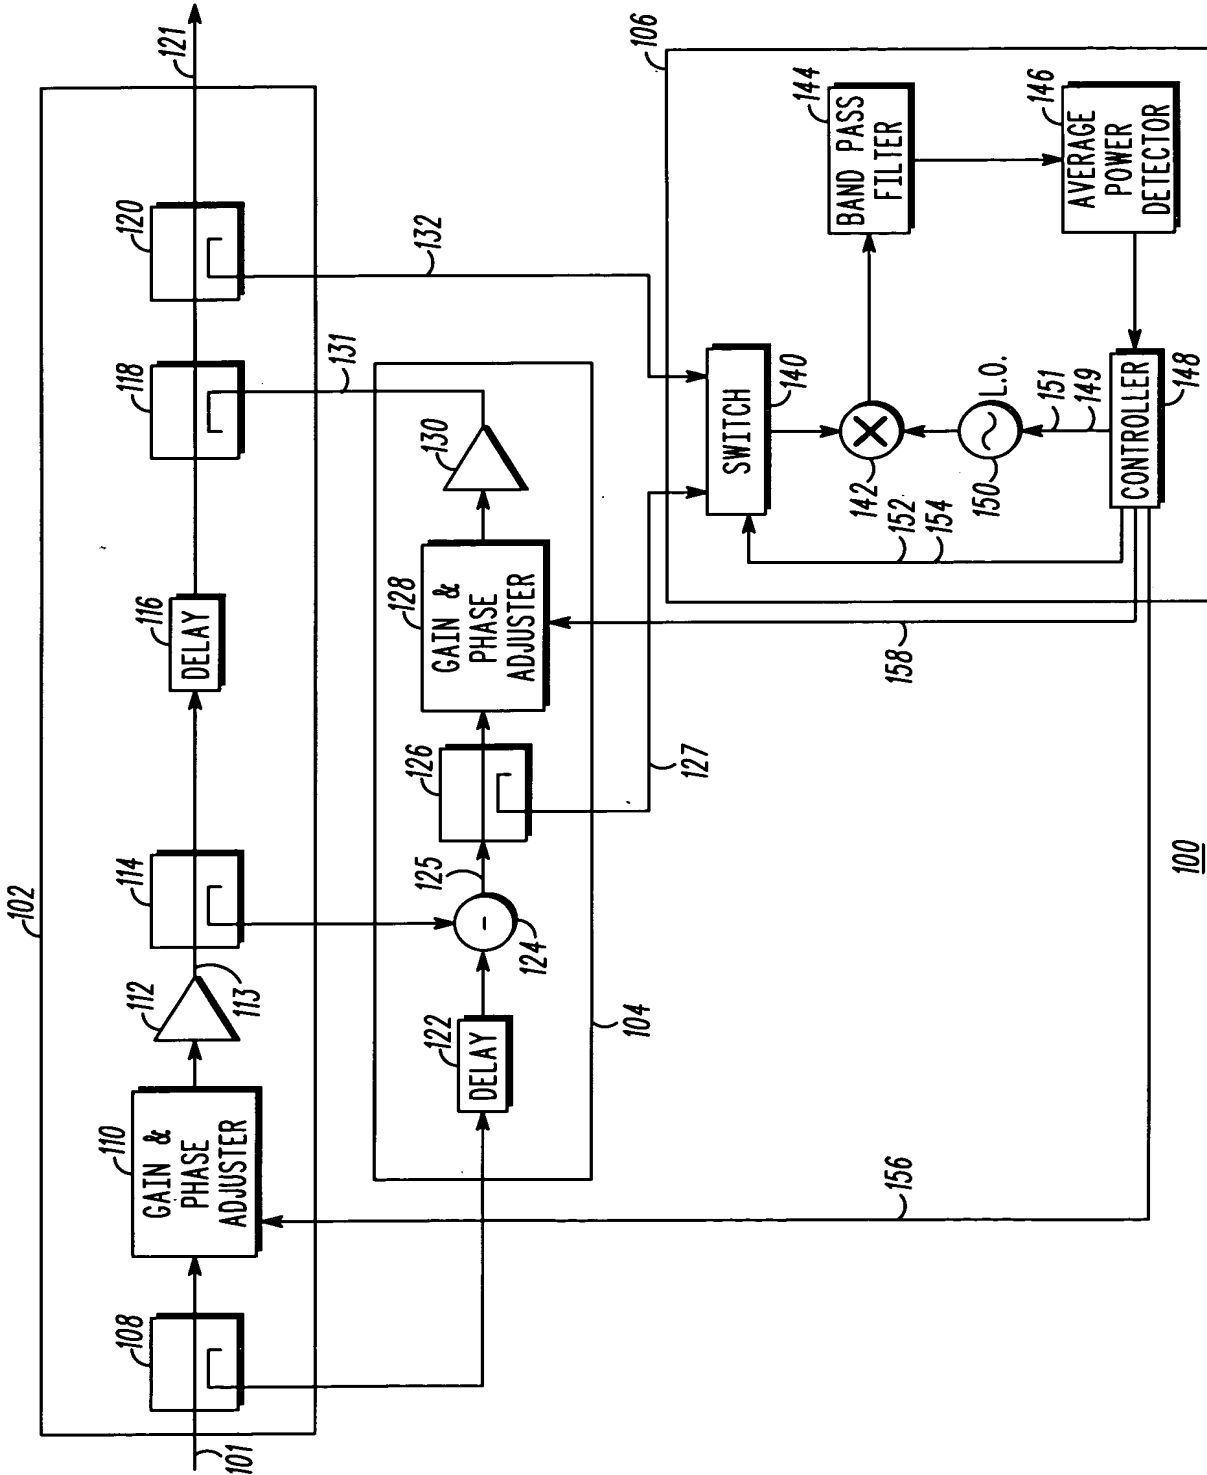 102
101
108
110
GAIN &
PHASE
ADJUSTER
112
113
114
116
DELAY
118
120
121
104
122
DELAY
124
-
125
126
127
128
GAIN &
PHASE
ADJUSTER
130
131
132
106
SWITCH
140
142
144
BAND PASS
FILTER
146
AVERAGE
POWER
DETECTOR
L.O.
150
151
149
CONTROLLER
148
152
154
158
156
100